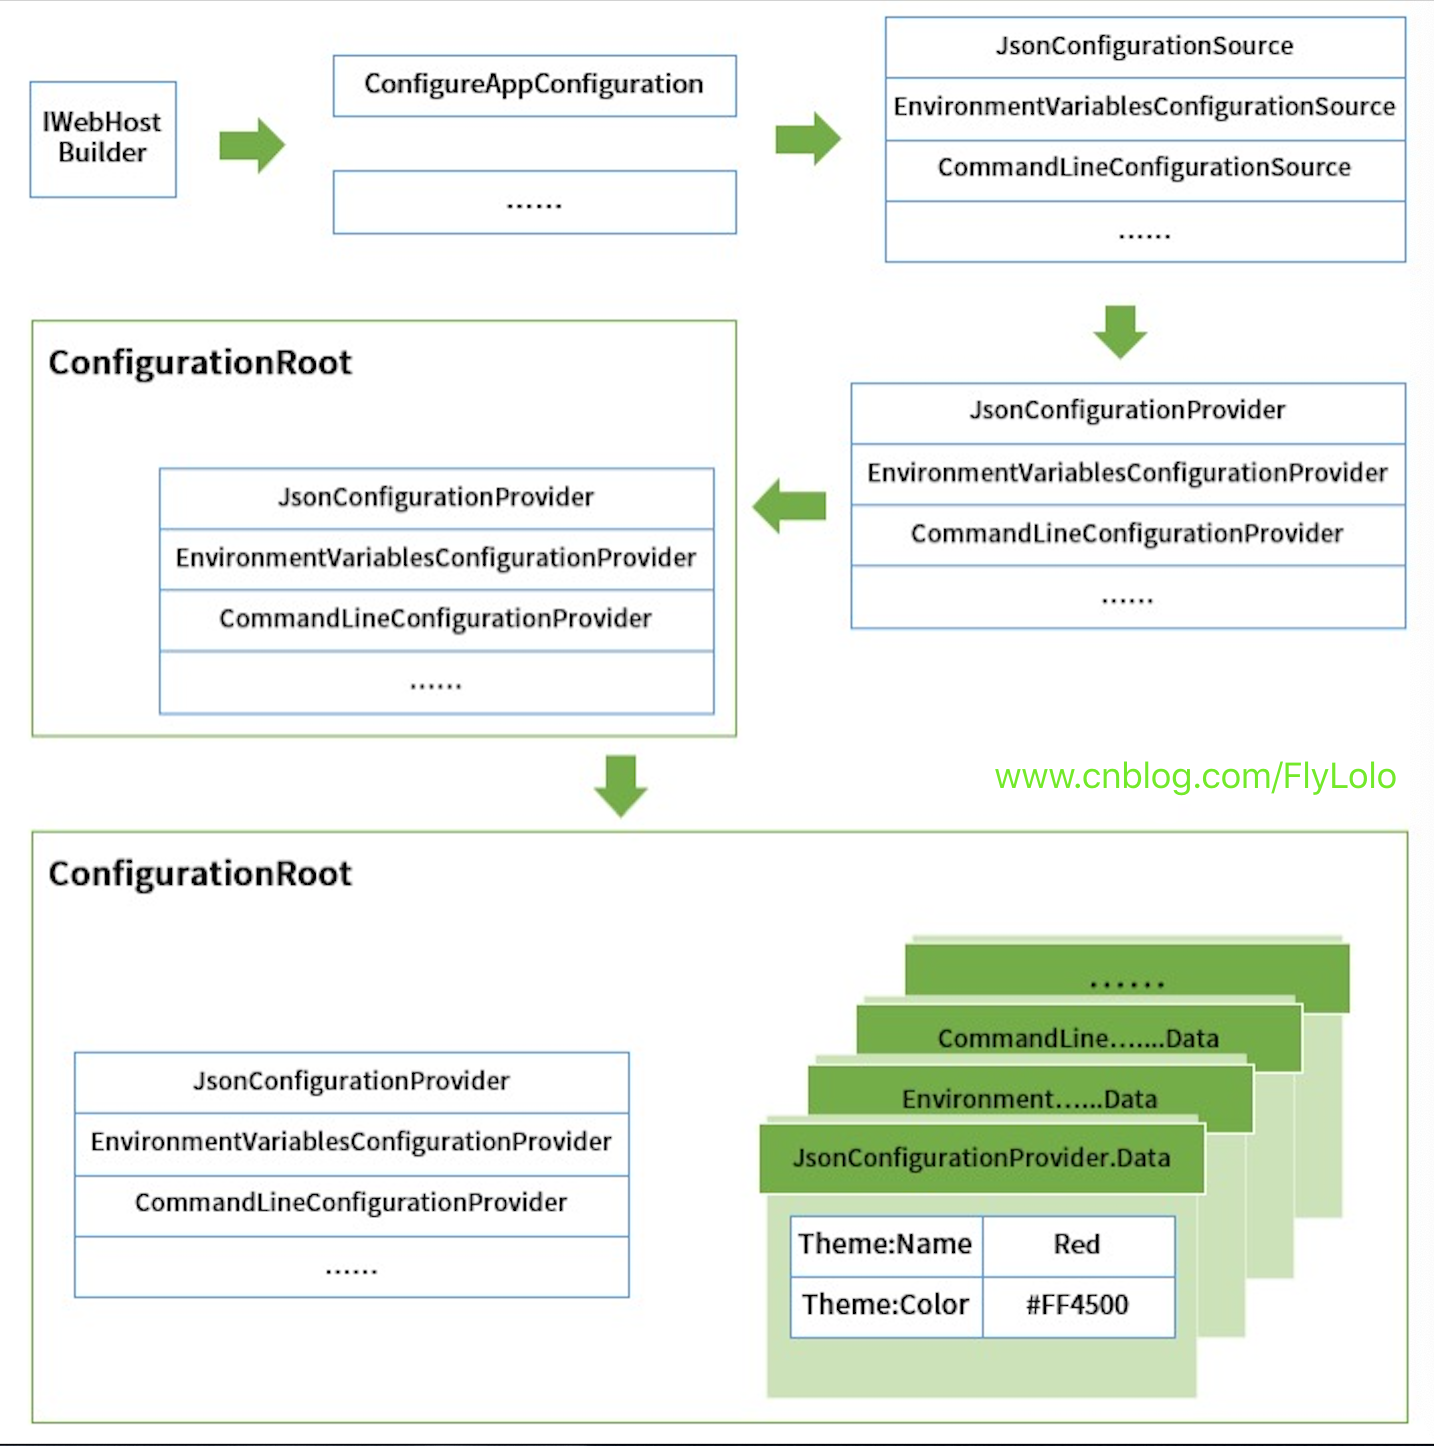 IWebHost
Builder
ConfigureAppConfiguration
......
JsonConfigurationSource
EnvironmentVariablesConfigurationSource
CommandLineConfigurationSource
......
JsonConfigurationProvider
EnvironmentVariablesConfigurationProvider
CommandLineConfigurationProvider
......
ConfigurationRoot
JsonConfigurationProvider
EnvironmentVariablesConfigurationProvider
CommandLineConfigurationProvider
......
www.cnblog.com/FlyLolo
ConfigurationRoot
JsonConfigurationProvider
EnvironmentVariablesConfigurationProvider
CommandLineConfigurationProvider
......
......
CommandLine…....Data
Environment…...Data
JsonConfigurationProvider.Data
Theme:Name Red
Theme:Color #FF4500